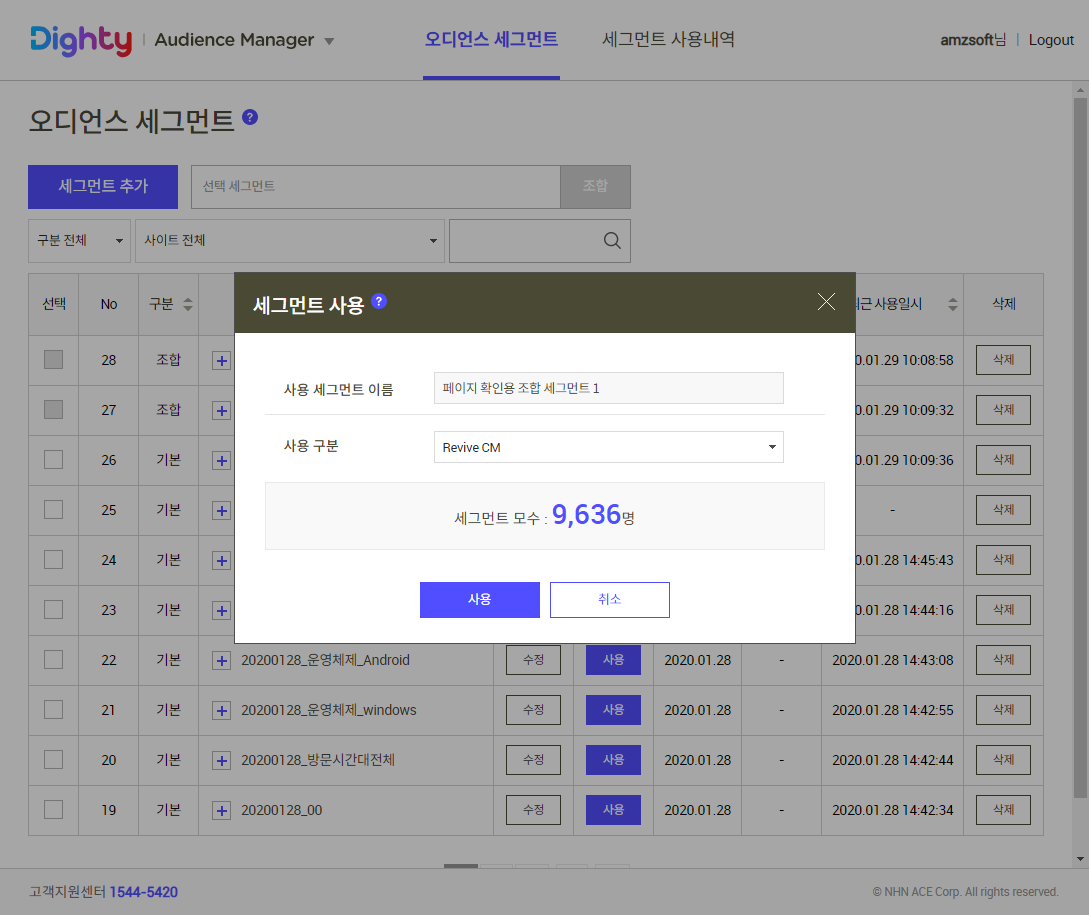 Dighty | Audience Manager
오디언스 세그먼트
세그먼트 사용내역
amzsoft님 | Logout
오디언스 세그먼트 ?
세그먼트 추가
선택 세그먼트
조합
구분 전체
사이트 전체
선택 No 구분 최근 사용일시 삭제
세그먼트 사용 ?
사용 세그먼트 이름
페이지 확인용 조합 세그먼트 1
사용 구분
Revive CM
세그먼트 모수 : 9,636명
사용
취소
28 조합 0.01.29 10:08:58 삭제
27 조합 0.01.29 10:09:32 삭제
26 기본 0.01.29 10:09:36 삭제
25 기본 - 삭제
24 기본 0.01.28 14:45:43 삭제
23 기본 0.01.28 14:44:16 삭제
22 기본 20200128_운영체제_Android 수정 사용 2020.01.28 - 2020.01.28 14:43:08 삭제
21 기본 20200128_운영체제_windows 수정 사용 2020.01.28 - 2020.01.28 14:42:55 삭제
20 기본 20200128_방문시간대전체 수정 사용 2020.01.28 - 2020.01.28 14:42:44 삭제
19 기본 20200128_00 수정 사용 2020.01.28 - 2020.01.28 14:42:34 삭제
고객지원센터 1544-5420
© NHN ACE Corp. All rights reserved.